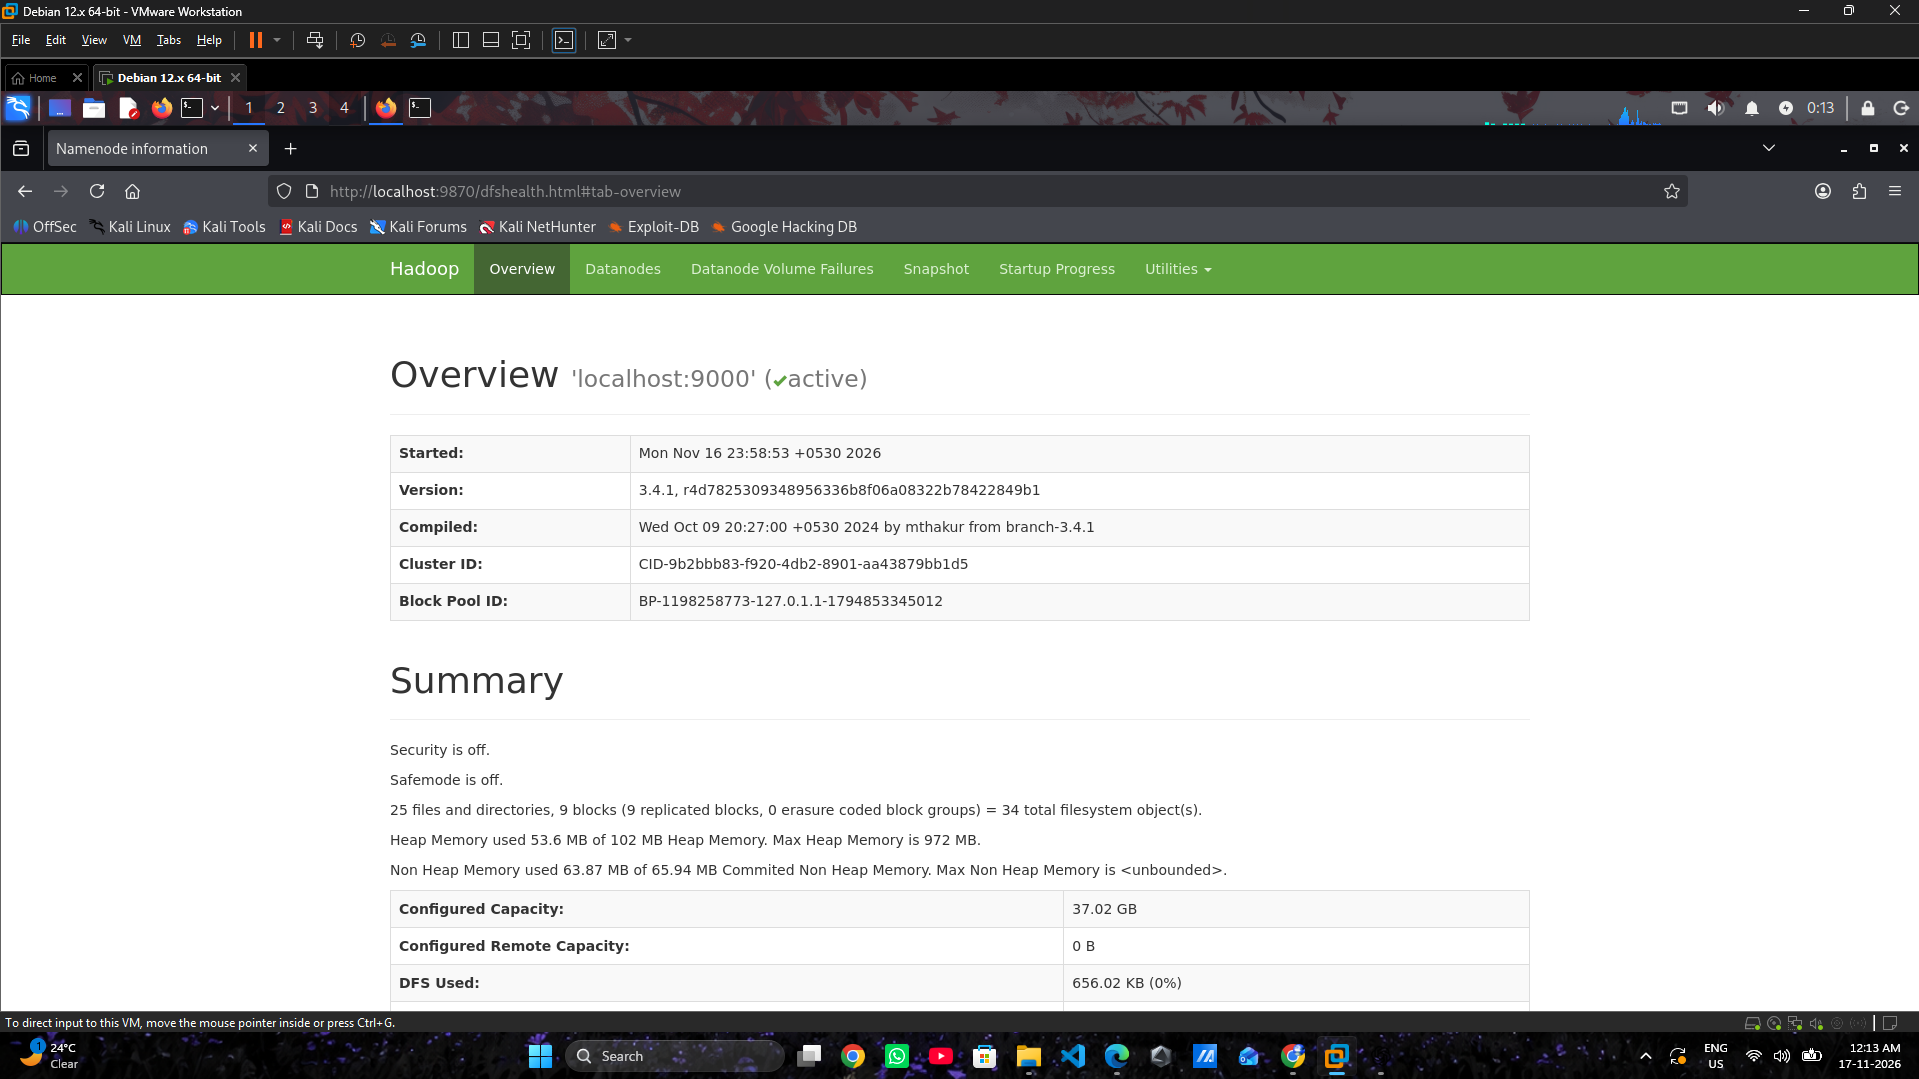 Debian 12.x 64-bit - VMware Workstation
File Edit View VM Tabs Help
Home Debian 12.x 64-bit
1 2 3 4 0:13
Namenode information
http://localhost:9870/dfshealth.html#tab-overview
OffSec Kali Linux Kali Tools Kali Docs Kali Forums Kali NetHunter Exploit-DB Google Hacking DB
Hadoop Overview Datanodes Datanode Volume Failures Snapshot Startup Progress Utilities
Overview 'localhost:9000' (✓active)
Started: Mon Nov 16 23:58:53 +0530 2026
Version: 3.4.1, r4d7825309348956336b8f06a08322b78422849b1
Compiled: Wed Oct 09 20:27:00 +0530 2024 by mthakur from branch-3.4.1
Cluster ID: CID-9b2bbb83-f920-4db2-8901-aa43879bb1d5
Block Pool ID: BP-1198258773-127.0.1.1-1794853345012
Summary
Security is off.
Safemode is off.
25 files and directories, 9 blocks (9 replicated blocks, 0 erasure coded block groups) = 34 total filesystem object(s).
Heap Memory used 53.6 MB of 102 MB Heap Memory. Max Heap Memory is 972 MB.
Non Heap Memory used 63.87 MB of 65.94 MB Commited Non Heap Memory. Max Non Heap Memory is <unbounded>.
Configured Capacity: 37.02 GB
Configured Remote Capacity: 0 B
DFS Used: 656.02 KB (0%)
To direct input to this VM, move the mouse pointer inside or press Ctrl+G.
1 24°C
Clear
Search
ENG
US
12:13 AM
17-11-2026